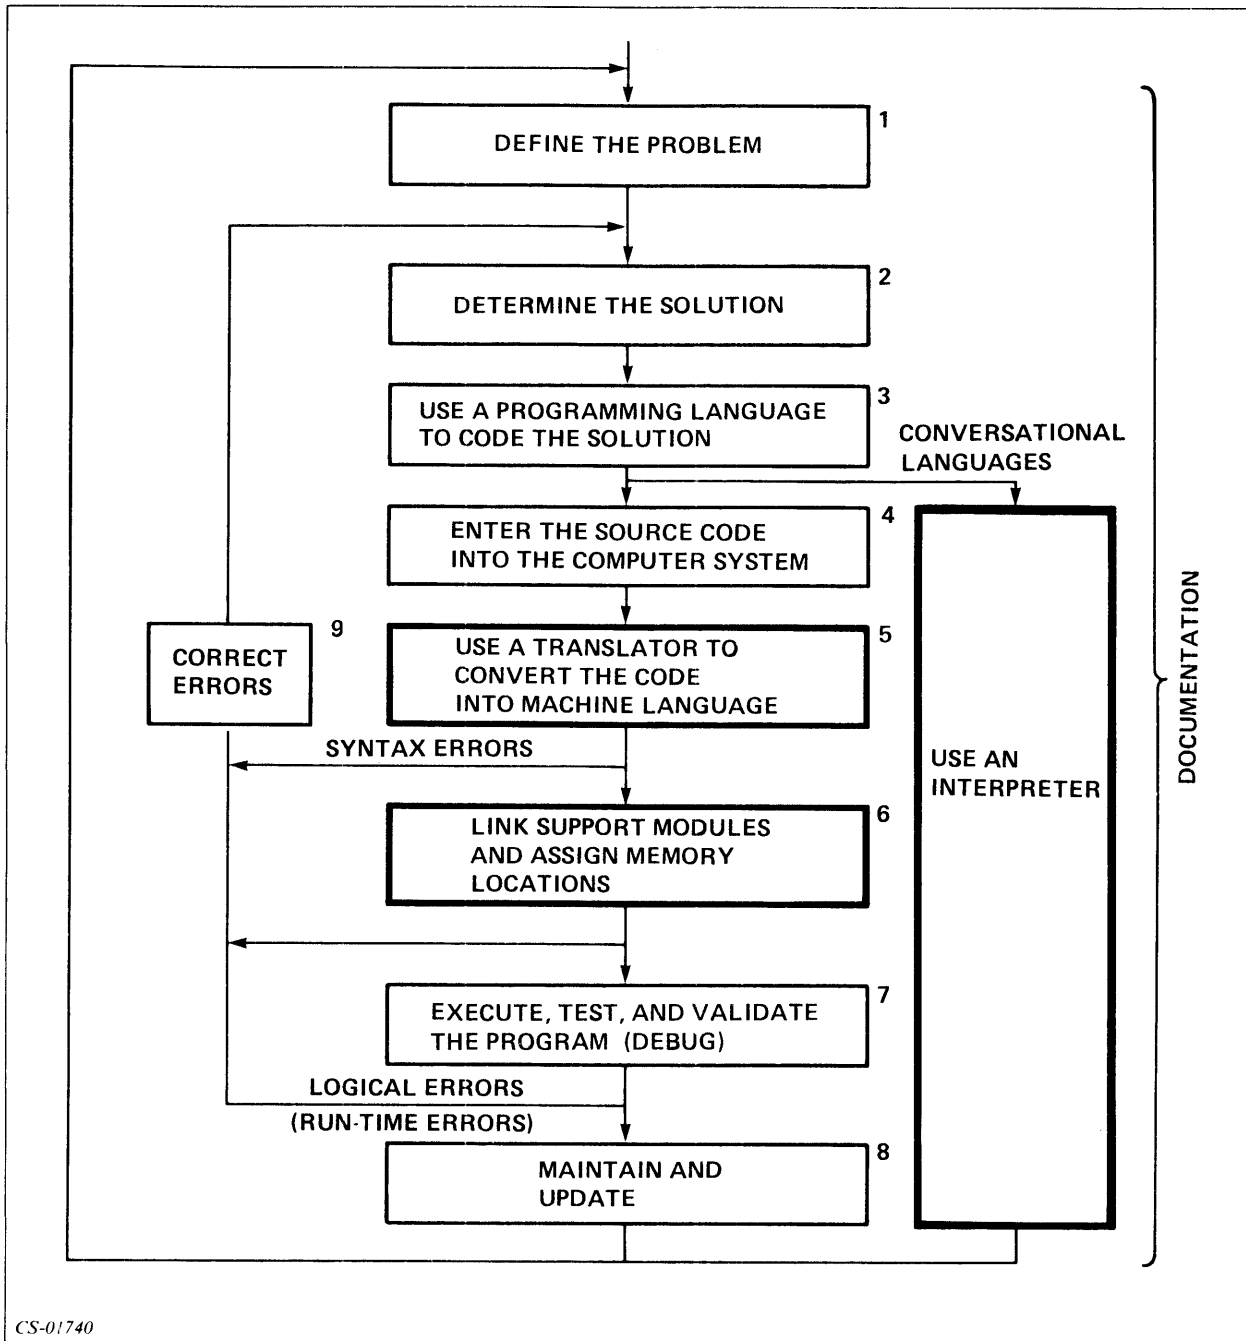 1
DEFINE THE PROBLEM
2
DETERMINE THE SOLUTION
3
USE A PROGRAMMING LANGUAGE
TO CODE THE SOLUTION
CONVERSATIONAL
LANGUAGES
4
ENTER THE SOURCE CODE
INTO THE COMPUTER SYSTEM
5
USE A TRANSLATOR TO
CONVERT THE CODE
INTO MACHINE LANGUAGE
9
CORRECT
ERRORS
SYNTAX ERRORS
6
LINK SUPPORT MODULES
AND ASSIGN MEMORY
LOCATIONS
USE AN
INTERPRETER
DOCUMENTATION
7
EXECUTE, TEST, AND VALIDATE
THE PROGRAM (DEBUG)
LOGICAL ERRORS
(RUN-TIME ERRORS)
8
MAINTAIN AND
UPDATE
CS-01740